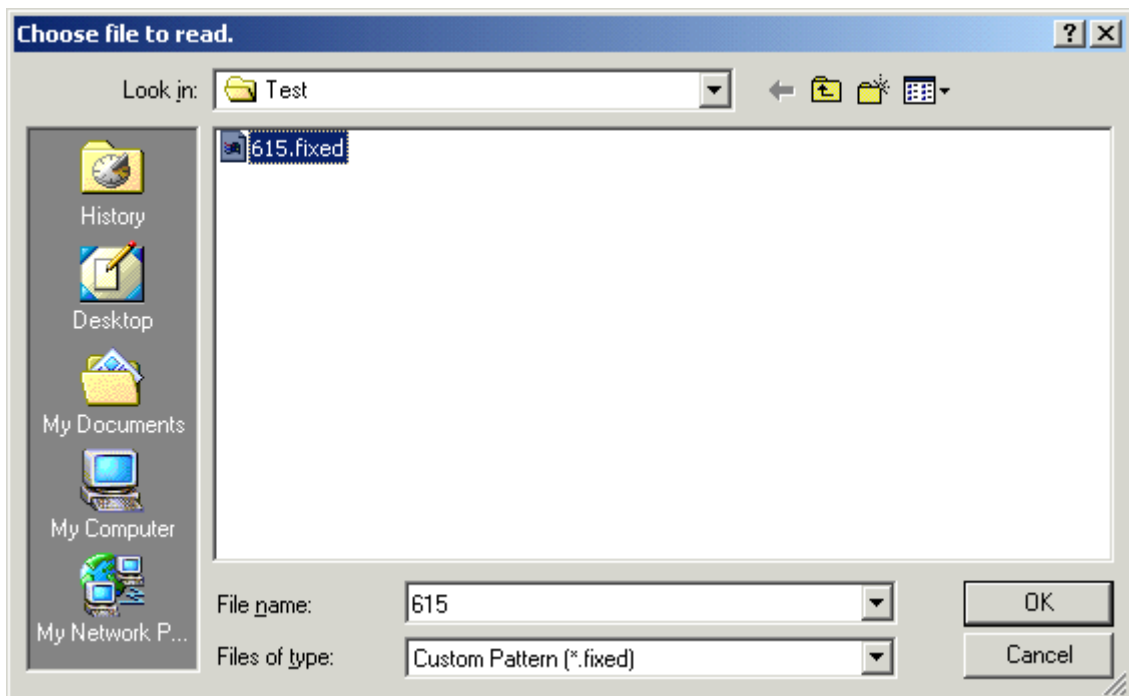 Choose file to read.
Look in:
Test
615.fixed
History
Desktop
My Documents
My Computer
My Network P...
File name:
615
OK
Files of type:
Custom Pattern (*.fixed)
Cancel